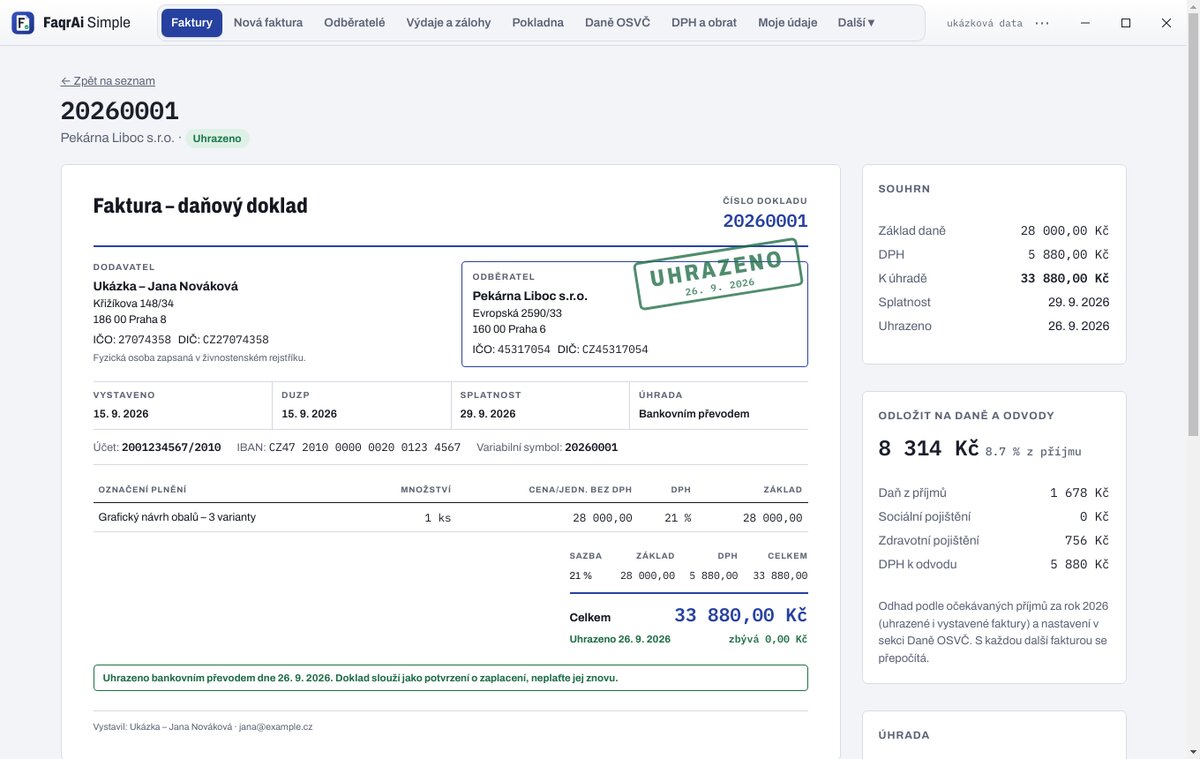 FaqrAi Simple
Faktury Nová faktura Odběratelé Výdaje a zálohy Pokladna Daně OSVČ DPH a obrat Moje údaje Další ▾
ukázková data ···
← Zpět na seznam
20260001
Pekárna Liboc s.r.o. · Uhrazeno
Faktura – daňový doklad
ČÍSLO DOKLADU
20260001
DODAVATEL
Ukázka – Jana Nováková
Křižíkova 148/34
186 00 Praha 8
IČO: 27074358 DIČ: CZ27074358
Fyzická osoba zapsaná v živnostenském rejstříku.
ODBĚRATEL
Pekárna Liboc s.r.o.
Evropská 2590/33
160 00 Praha 6
IČO: 45317054 DIČ: CZ45317054
UHRAZENO
26. 9. 2026
VYSTAVENO DUZP SPLATNOST ÚHRADA
15. 9. 2026 15. 9. 2026 29. 9. 2026 Bankovním převodem
Účet: 2001234567/2010 IBAN: CZ47 2010 0000 0020 0123 4567 Variabilní symbol: 20260001
OZNAČENÍ PLNĚNÍ MNOŽSTVÍ CENA/JEDN. BEZ DPH DPH ZÁKLAD
Grafický návrh obalů – 3 varianty 1 ks 28 000,00 21 % 28 000,00
SAZBA ZÁKLAD DPH CELKEM
21 % 28 000,00 5 880,00 33 880,00
Celkem 33 880,00 Kč
Uhrazeno 26. 9. 2026 zbývá 0,00 Kč
Uhrazeno bankovním převodem dne 26. 9. 2026. Doklad slouží jako potvrzení o zaplacení, neplaťte jej znovu.
Vystavil: Ukázka – Jana Nováková · jana@example.cz
SOUHRN
Základ daně 28 000,00 Kč
DPH 5 880,00 Kč
K úhradě 33 880,00 Kč
Splatnost 29. 9. 2026
Uhrazeno 26. 9. 2026
ODLOŽIT NA DANĚ A ODVODY
8 314 Kč 8.7 % z příjmu
Daň z příjmů 1 678 Kč
Sociální pojištění 0 Kč
Zdravotní pojištění 756 Kč
DPH k odvodu 5 880 Kč
Odhad podle očekávaných příjmů za rok 2026
(uhrazené i vystavené faktury) a nastavení v
sekci Daně OSVČ. S každou další fakturou se
přepočítá.
ÚHRADA